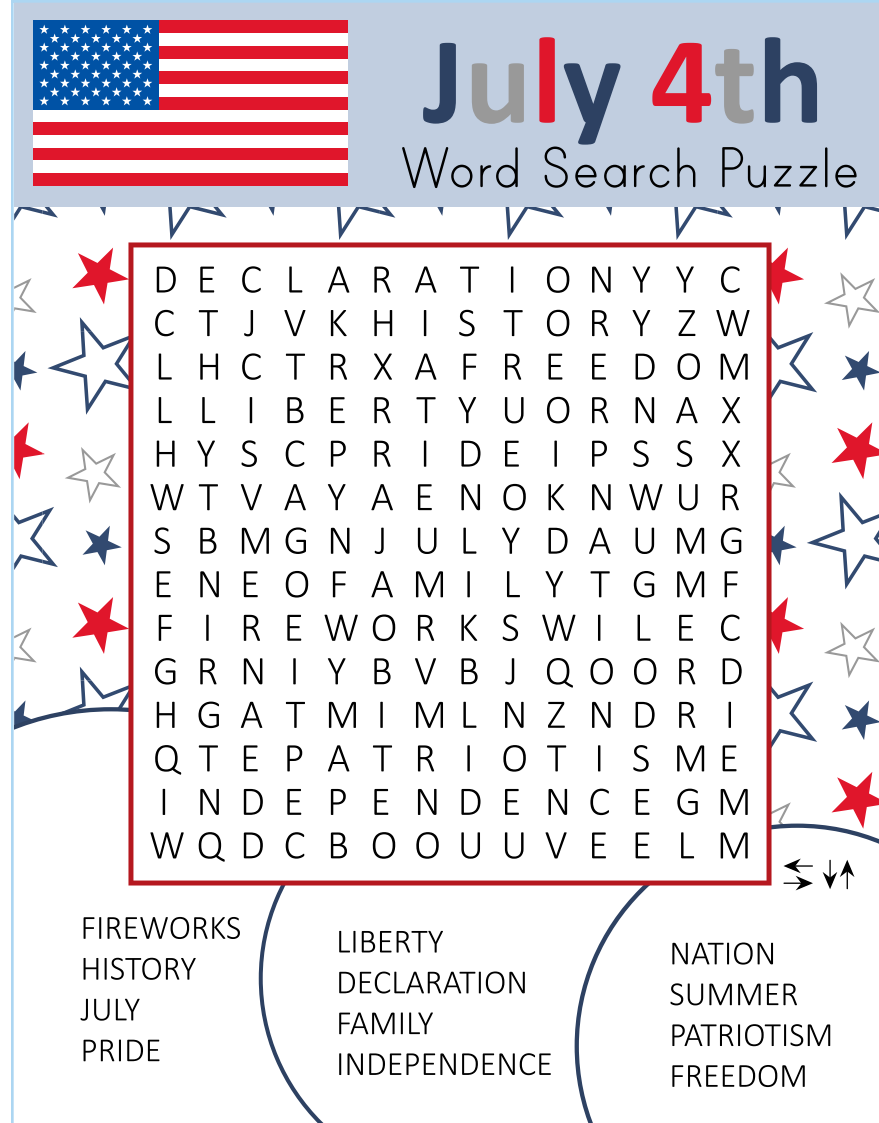 July 4th
Word Search Puzzle
D E C L A R A T I O N Y Y C
C T J V K H I S T O R Y Z W
L H C T R X A F R E E D O M
L L I B E R T Y U O R N A X
H Y S C P R I D E I P S S X
W T V A Y A E N O K N W U R
S B M G N J U L Y D A U M G
E N E O F A M I L Y T G M F
F I R E W O R K S W I L E C
G R N I Y B V B J Q O O R D
H G A T M I M L N Z N D R I
Q T E P A T R I O T I S M E
I N D E P E N D E N C E G M
W Q D C B O O U U V E E L M
FIREWORKS
HISTORY
JULY
PRIDE
LIBERTY
DECLARATION
FAMILY
INDEPENDENCE
NATION
SUMMER
PATRIOTISM
FREEDOM